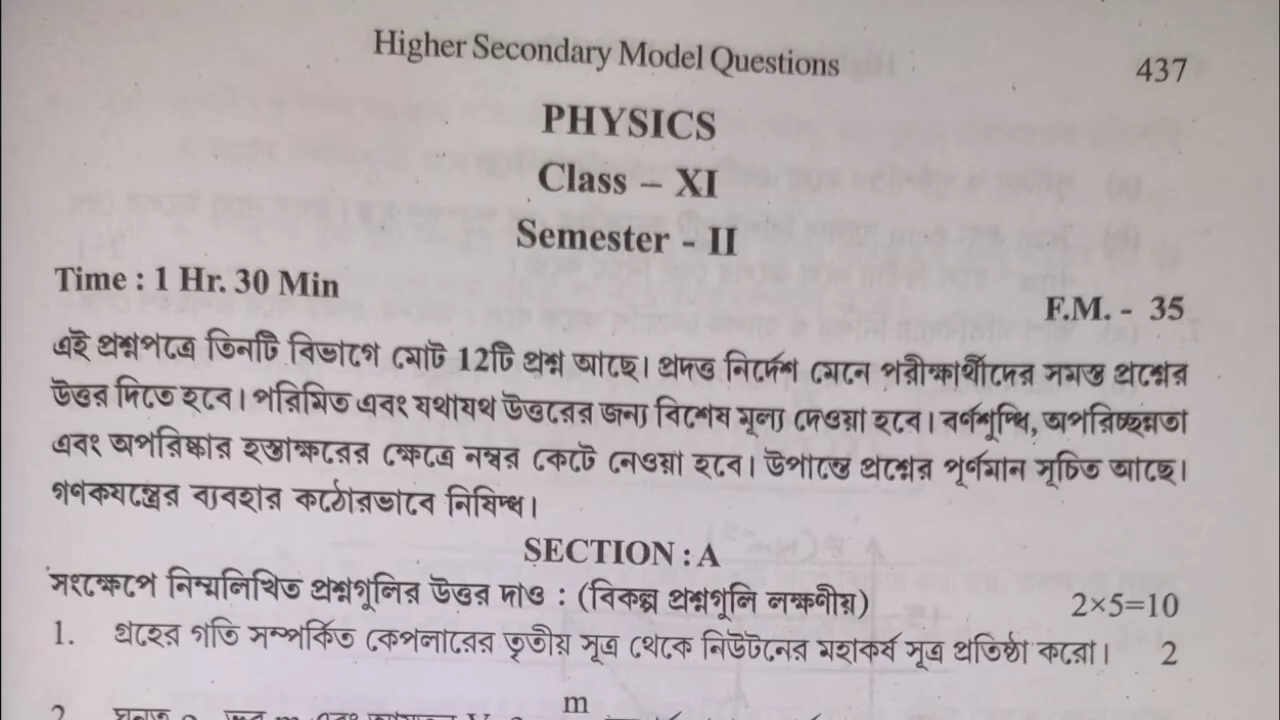 Higher Secondary Model Questions 437
PHYSICS
Class – XI
Semester - II
Time : 1 Hr. 30 Min
F.M. - 35
এই প্রশ্নপত্রে তিনটি বিভাগে মোট 12টি প্রশ্ন আছে। প্রদত্ত নির্দেশ মেনে পরীক্ষার্থীদের সমস্ত প্রশ্নের
উত্তর দিতে হবে। পরিমিত এবং যথাযথ উত্তরের জন্য বিশেষ মূল্য দেওয়া হবে। বর্ণশুদ্ধি, অপরিচ্ছন্নতা
এবং অপরিষ্কার হস্তাক্ষরের ক্ষেত্রে নম্বর কেটে নেওয়া হবে। উপান্তে প্রশ্নের পূর্ণমান সূচিত আছে।
গণকযন্ত্রের ব্যবহার কঠোরভাবে নিষিদ্ধ।
SECTION : A
সংক্ষেপে নিম্নলিখিত প্রশ্নগুলির উত্তর দাও : (বিকল্প প্রশ্নগুলি লক্ষণীয়) 2×5=10
1. গ্রহের গতি সম্পর্কিত কেপলারের তৃতীয় সূত্র থেকে নিউটনের মহাকর্ষ সূত্র প্রতিষ্ঠা করো। 2
2. m